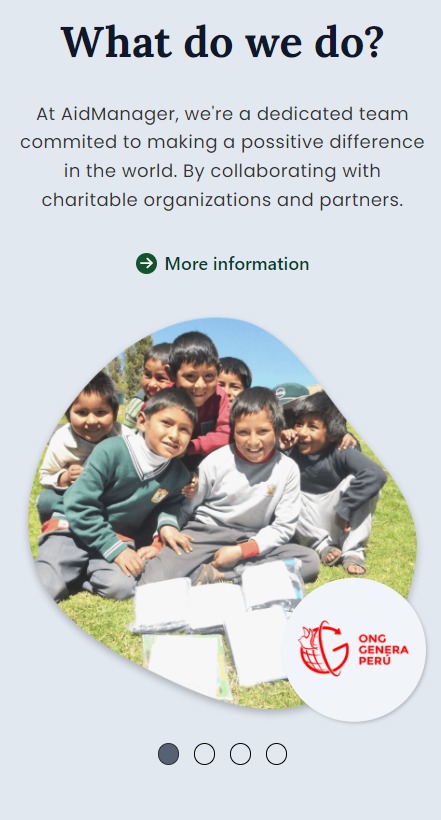 What do we do?
At AidManager, we're a dedicated team
commited to making a possitive difference
in the world. By collaborating with
charitable organizations and partners.
More information
ONG
GENERA
PERÚ